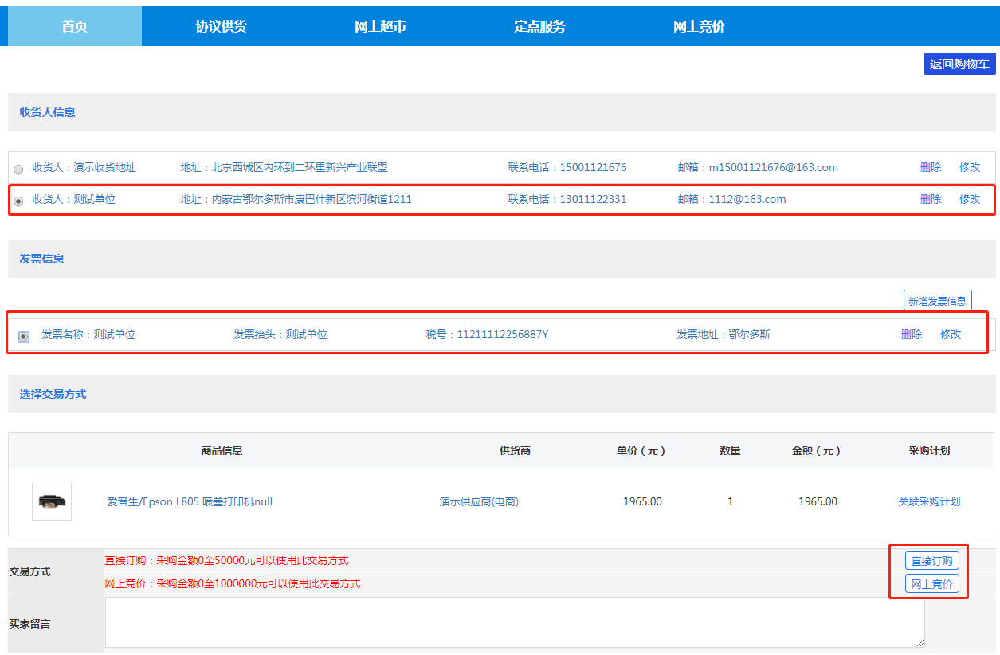 首页 协议供货 网上超市 定点服务 网上竞价
返回购物车
收货人信息
收货人：演示收货地址 地址：北京西城区内环到二环里新兴产业联盟 联系电话：15001121676 邮箱：m15001121676@163.com 删除 修改
收货人：测试单位 地址：内蒙古鄂尔多斯市康巴什新区滨河街道1211 联系电话：13011122331 邮箱：1112@163.com 删除 修改
发票信息
新增发票信息
发票名称：测试单位 发票抬头：测试单位 税号：11211112256887Y 发票地址：鄂尔多斯 删除 修改
选择交易方式
商品信息 供货商 单价（元） 数量 金额（元） 采购计划
爱普生/Epson L805 喷墨打印机null 演示供应商(电商) 1965.00 1 1965.00 关联采购计划
交易方式
直接订购：采购金额0至50000元可以使用此交易方式 直接订购
网上竞价：采购金额0至1000000元可以使用此交易方式 网上竞价
买家留言